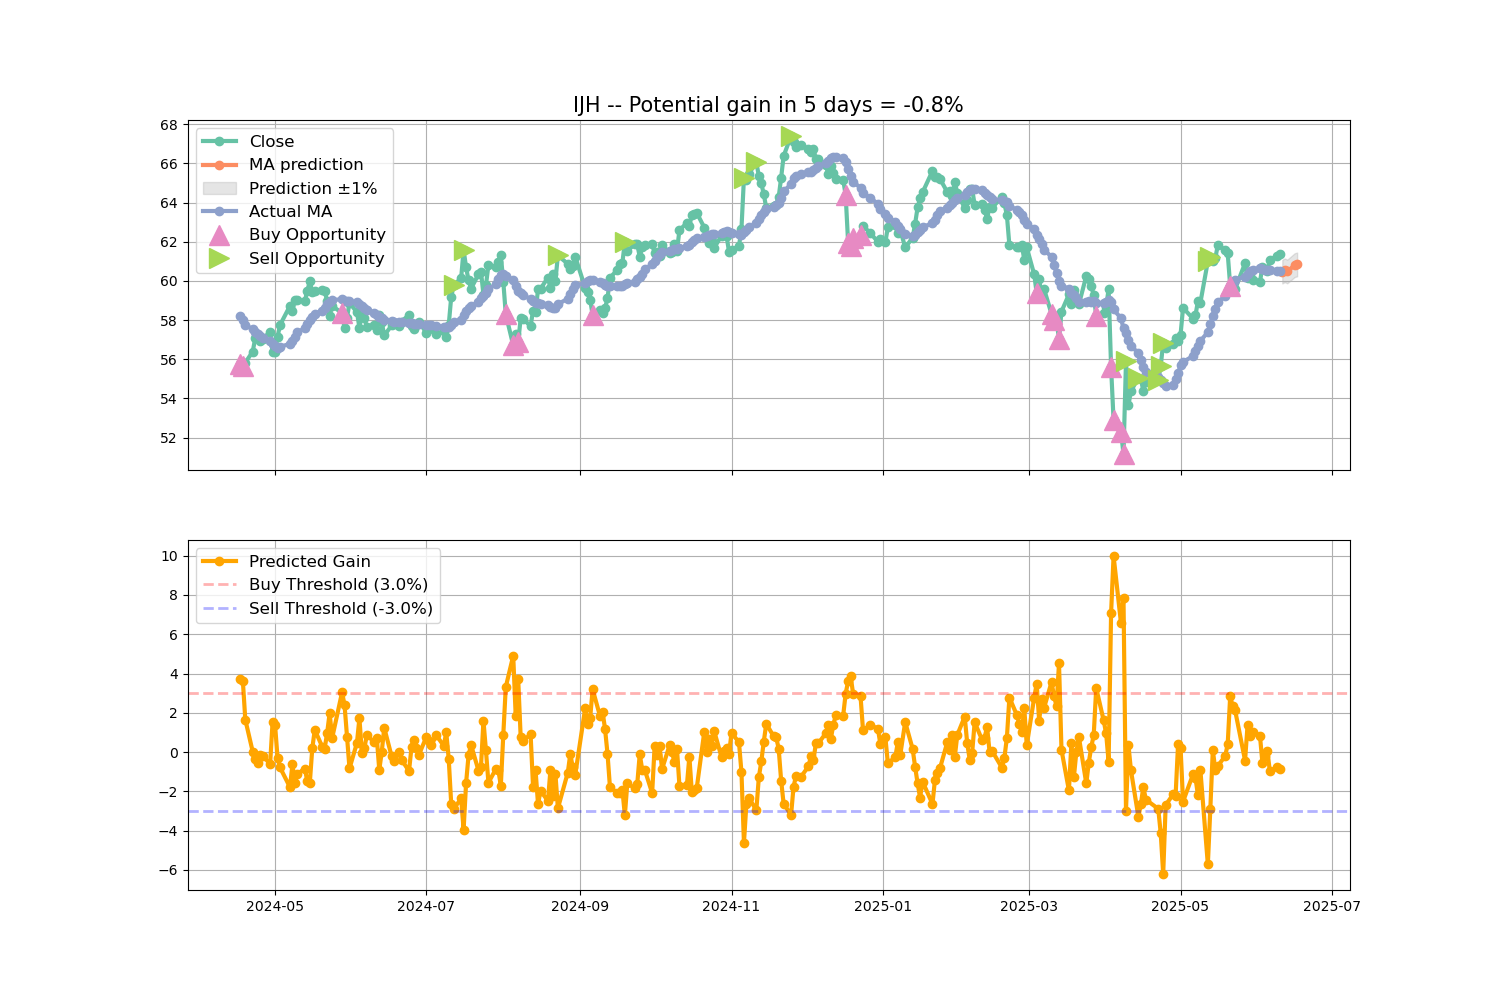 IJH -- Potential gain in 5 days = -0.8%
68
66
64
62
60
58
56
54
52
Close
MA prediction
Prediction ±1%
Actual MA
Buy Opportunity
Sell Opportunity
10
8
6
4
2
0
−2
−4
−6
Predicted Gain
Buy Threshold (3.0%)
Sell Threshold (-3.0%)
2024-05 2024-07 2024-09 2024-11 2025-01 2025-03 2025-05 2025-07